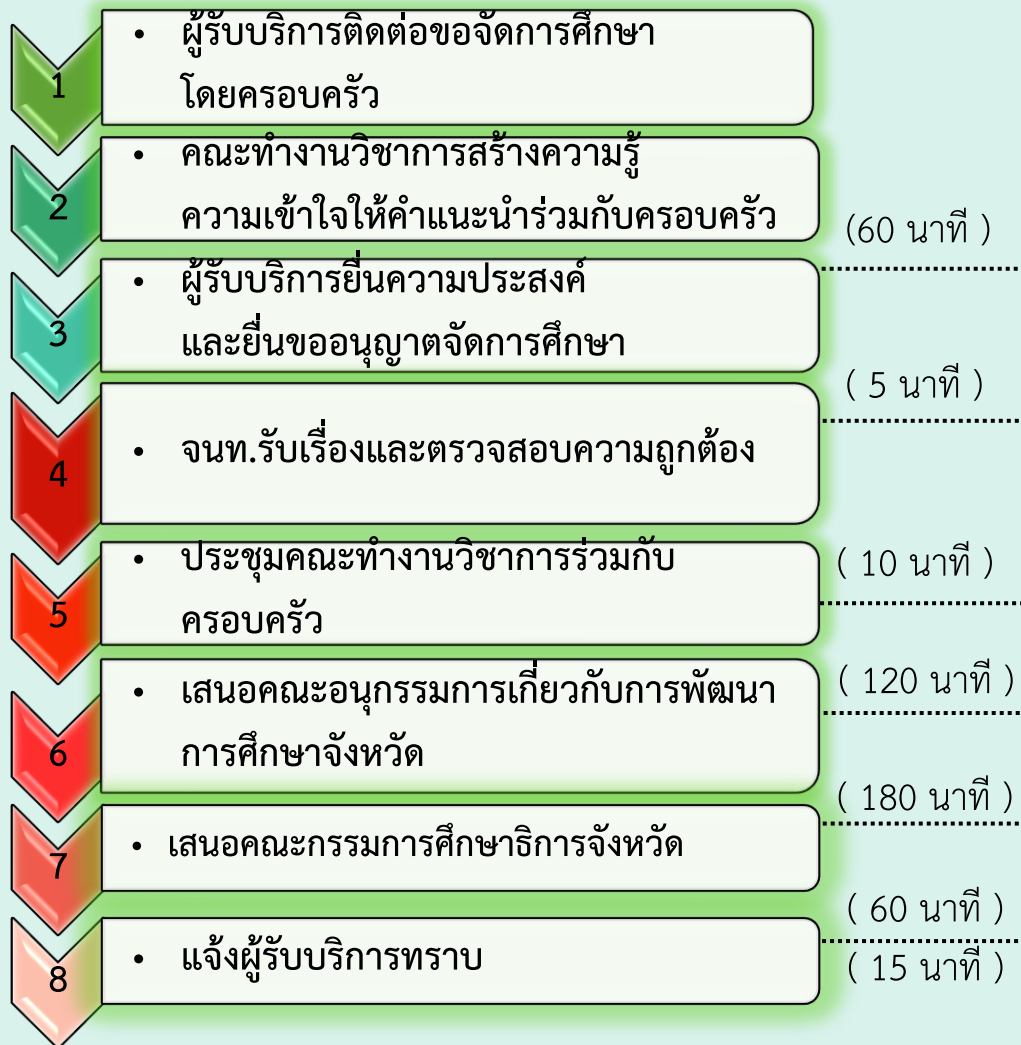 1
• ผู้รับบริการติดต่อขอจัดการศึกษา
โดยครอบครัว
2
• คณะทำงานวิชาการสร้างความรู้
ความเข้าใจให้คำแนะนำร่วมกับครอบครัว
(60 นาที )
3
• ผู้รับบริการยื่นความประสงค์
และยื่นขออนุญาตจัดการศึกษา
( 5 นาที )
4
• จนท.รับเรื่องและตรวจสอบความถูกต้อง
( 10 นาที )
5
• ประชุมคณะทำงานวิชาการร่วมกับ
ครอบครัว
( 120 นาที )
6
• เสนอคณะอนุกรรมการเกี่ยวกับการพัฒนา
การศึกษาจังหวัด
( 180 นาที )
7
• เสนอคณะกรรมการศึกษาธิการจังหวัด
( 60 นาที )
8
• แจ้งผู้รับบริการทราบ
( 15 นาที )